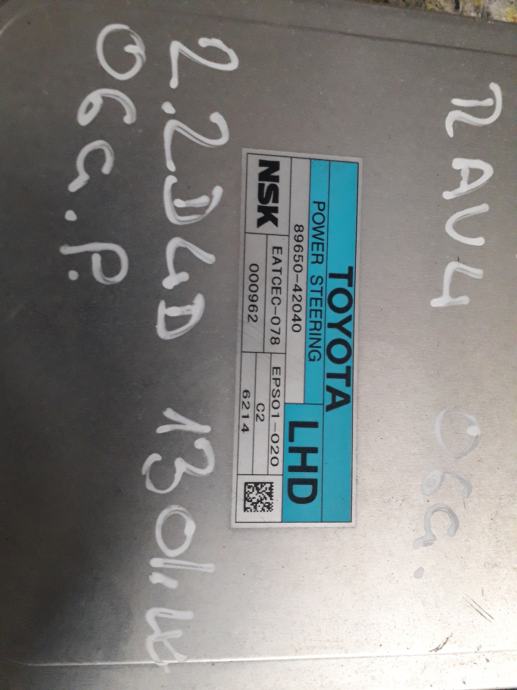 RAV4 06G.
TOYOTA
POWER STEERING
LHD
89650-42040
NSK
EATCEC-078
EPS01-020
000962
C2
6214
2.2D4D 130
06G.P.